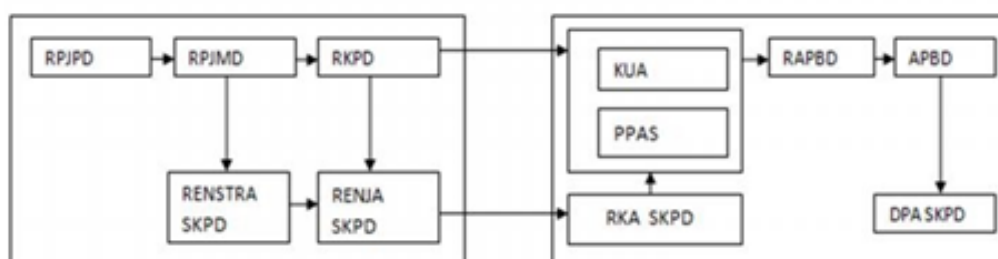 RPJPD
RPJMD
RKPD
KUA
RAPBD
APBD
PPAS
RENSTRA
SKPD
RENJA
SKPD
RKA SKPD
DPA SKPD